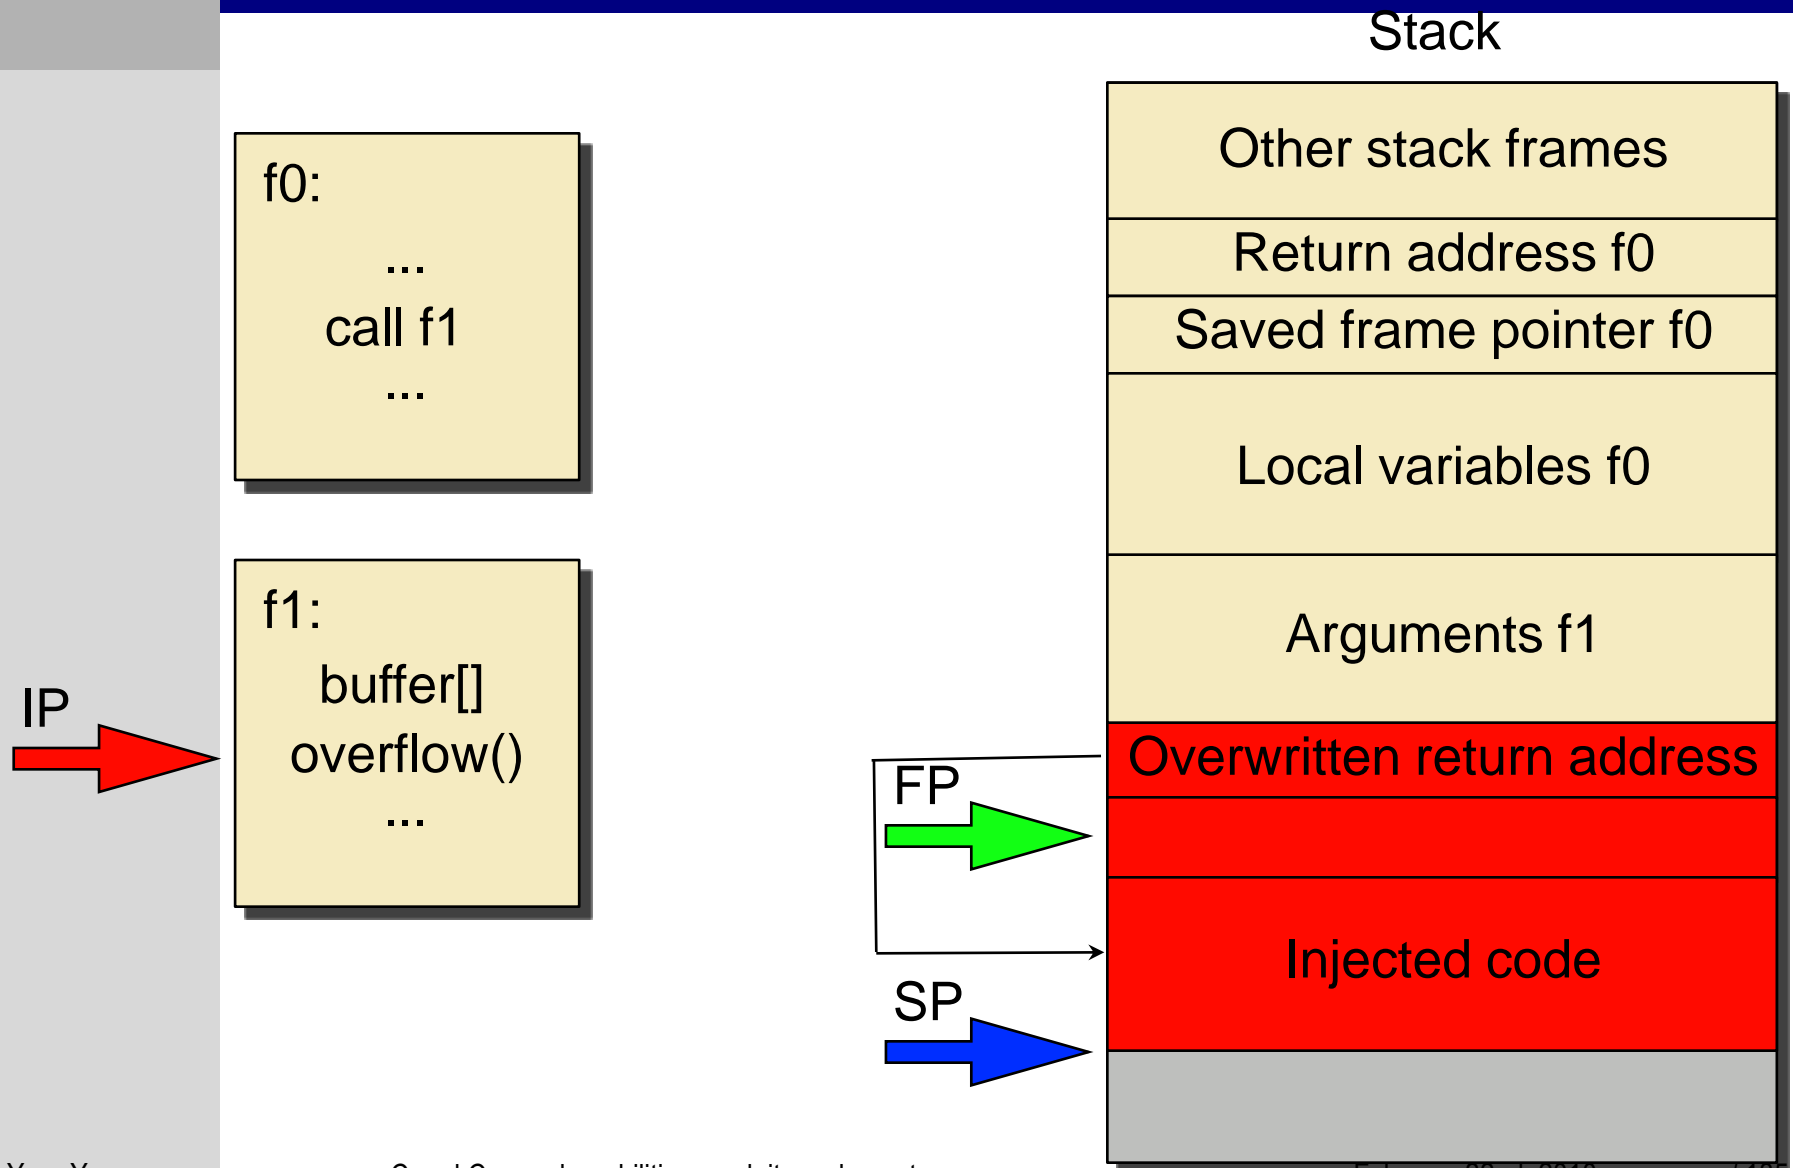 Stack
f0:
...
call f1
...
f1:
buffer[]
overflow()
...
IP
FP
SP
Other stack frames
Return address f0
Saved frame pointer f0
Local variables f0
Arguments f1
Overwritten return address
Injected code